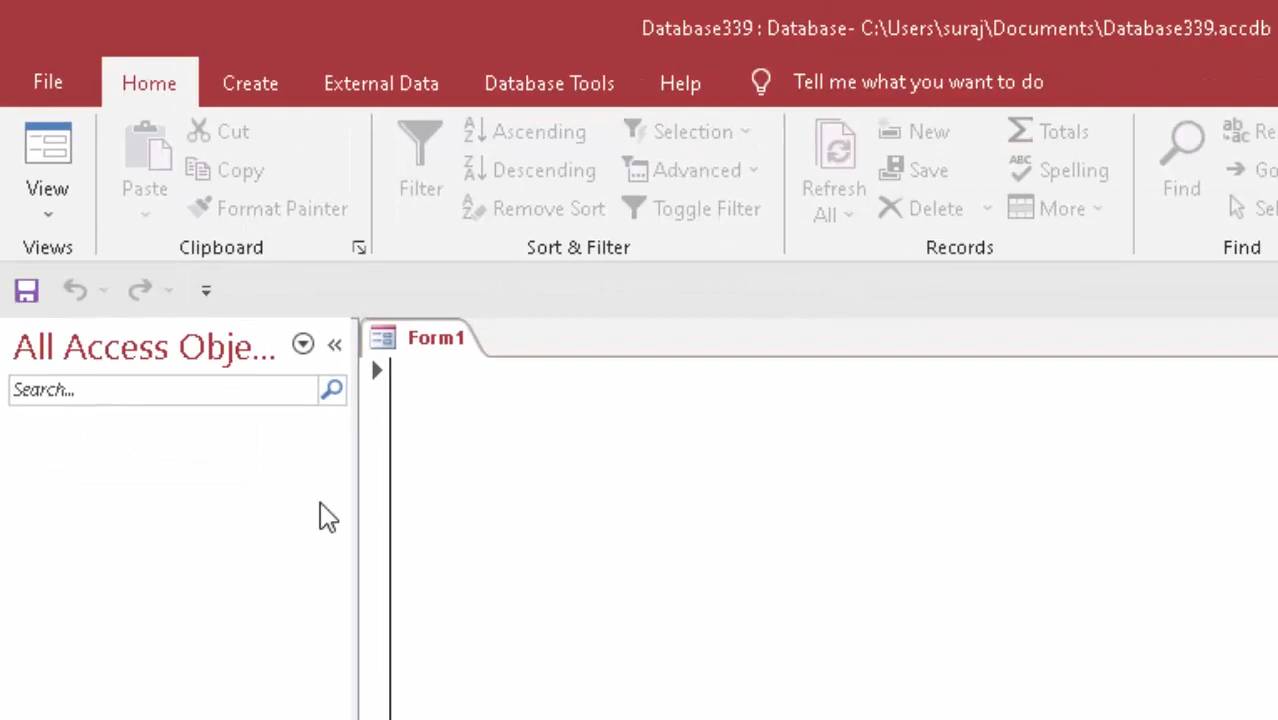 Database339 : Database- C:\Users\suraj\Documents\Database339.accdb
File Home Create External Data Database Tools Help Tell me what you want to do
View
Views
Paste
Cut
Copy
Format Painter
Clipboard
Filter
Ascending
Descending
Remove Sort
Selection
Advanced
Toggle Filter
Sort & Filter
Refresh
All
New
Save
Delete
Totals
Spelling
More
Records
Find
Re
Go
Sel
Find
All Access Obje...
Search...
Form1